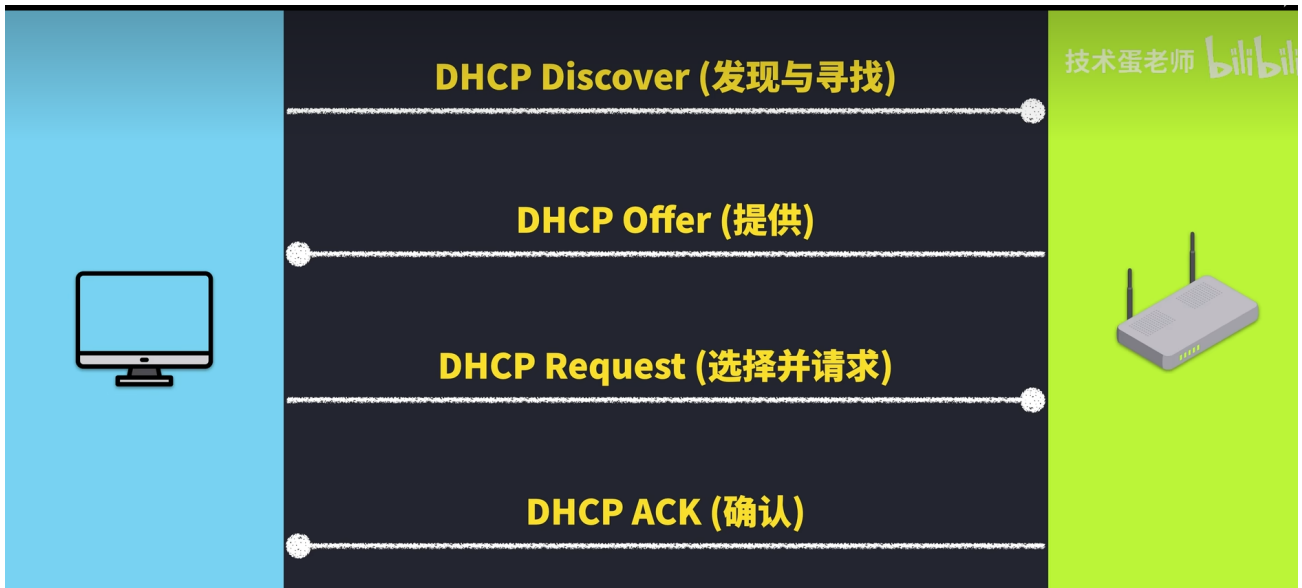 DHCP Discover (发现与寻找)
技术蛋老师 bilibili
DHCP Offer (提供)
DHCP Request (选择并请求)
DHCP ACK (确认)